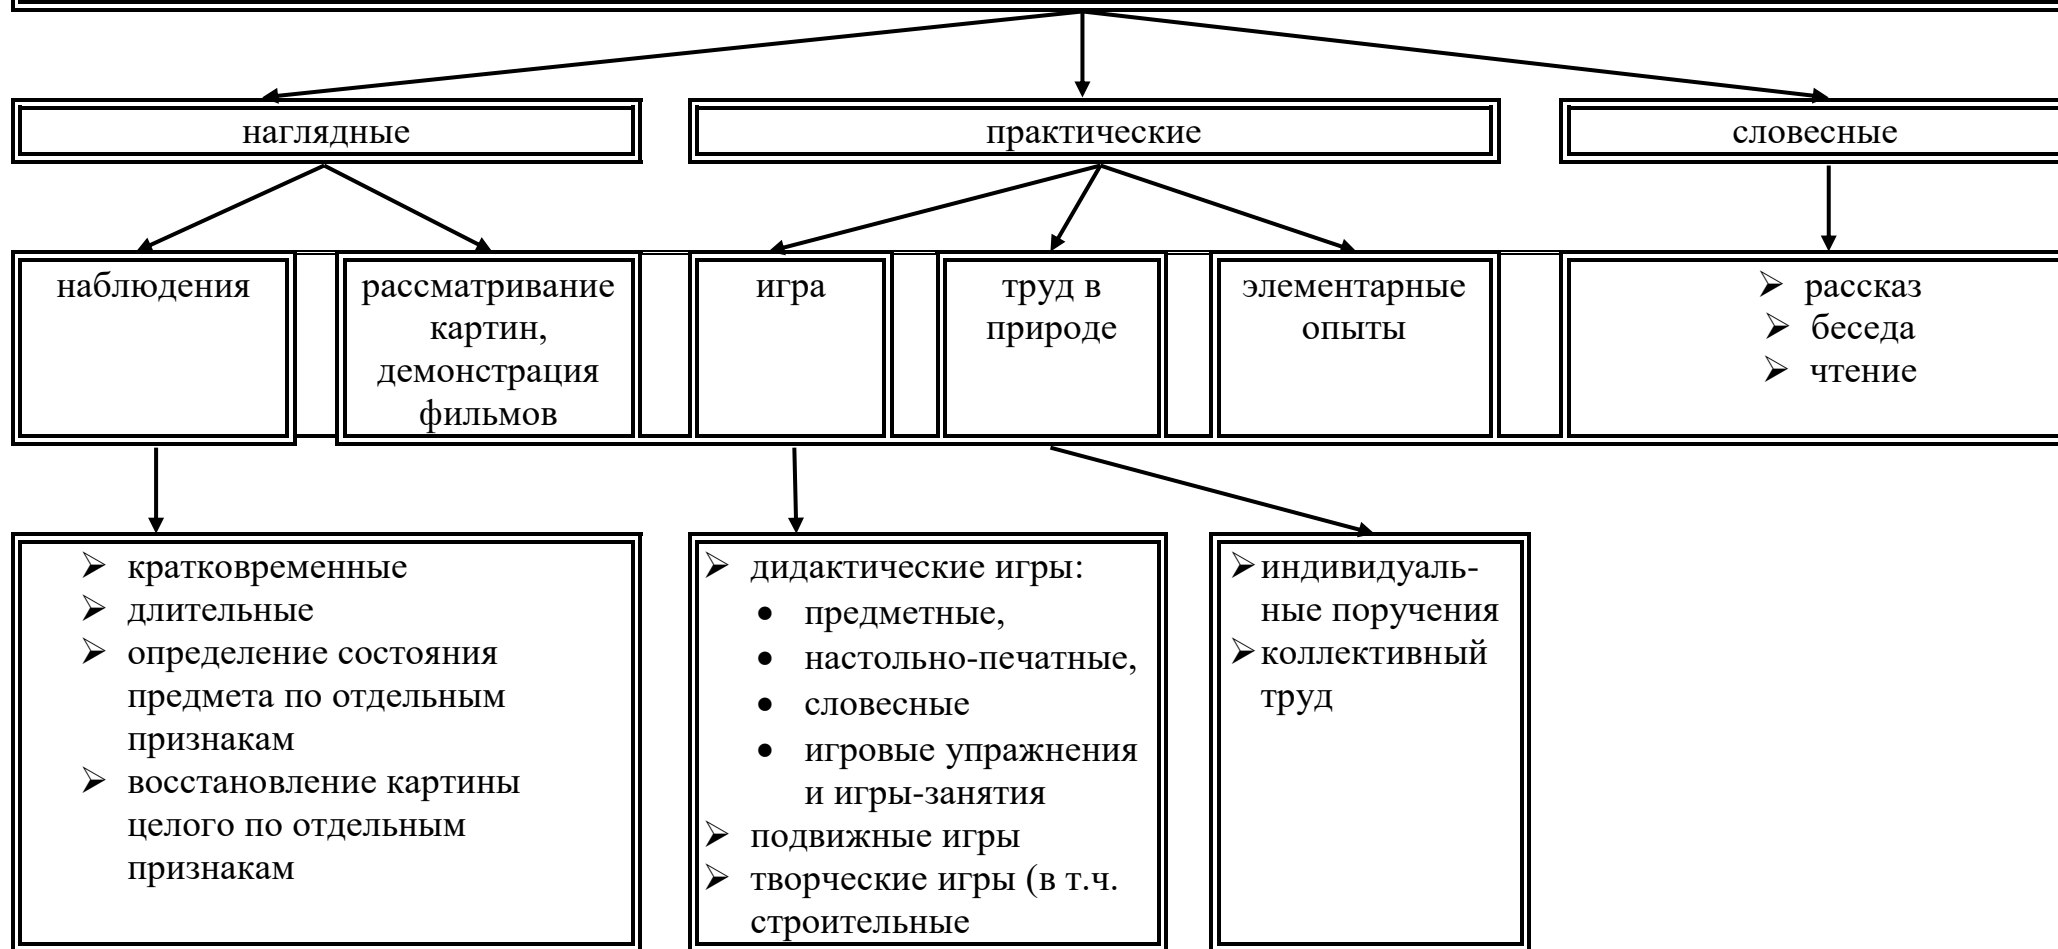 наглядные
практические
словесные
наблюдения
рассматривание
картин,
демонстрация
фильмов
игра
труд в
природе
элементарные
опыты
➢ рассказ
➢ беседа
➢ чтение
➢ кратковременные
➢ длительные
➢ определение состояния
предмета по отдельным
признакам
➢ восстановление картины
целого по отдельным
признакам
➢ дидактические игры:
• предметные,
• настольно-печатные,
• словесные
• игровые упражнения
и игры-занятия
➢ подвижные игры
➢ творческие игры (в т.ч.
строительные
➢ индивидуаль-
ные поручения
➢ коллективный
труд